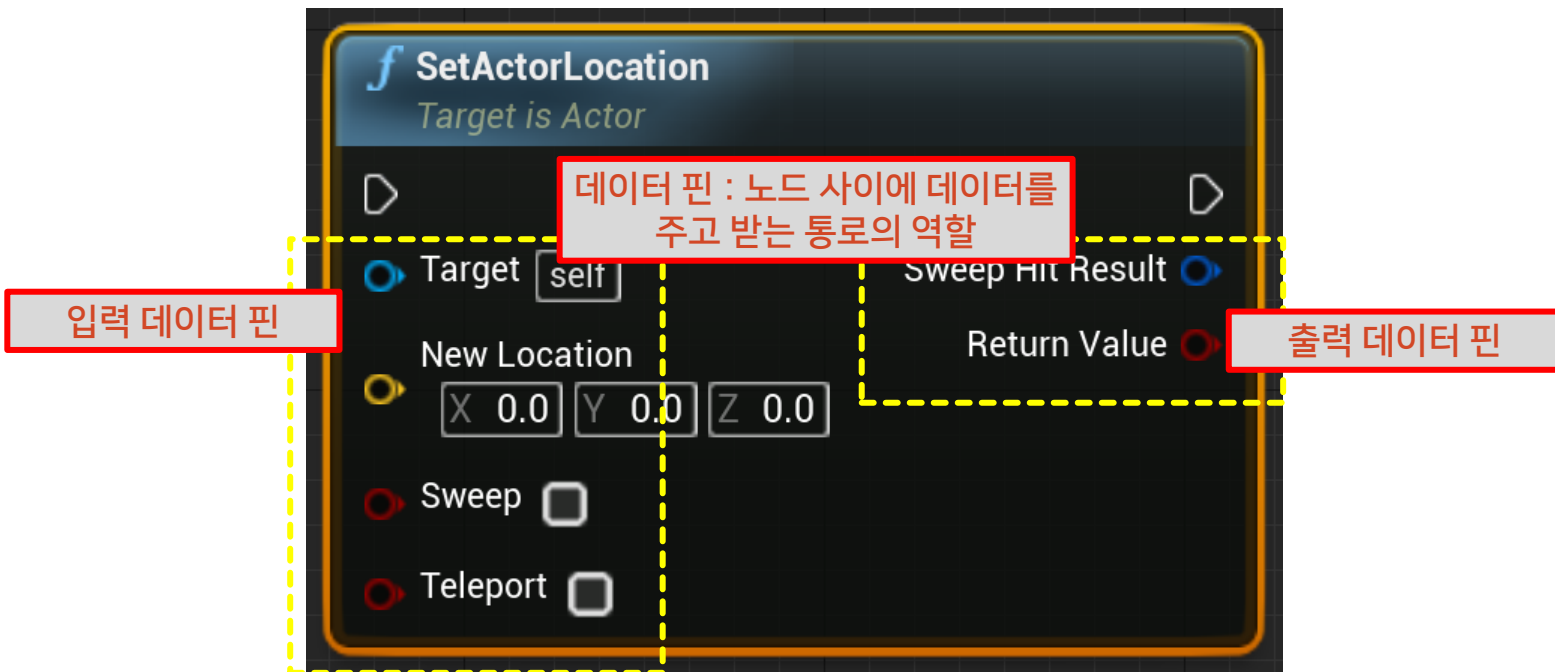 f SetActorLocation
Target is Actor
데이터 핀 : 노드 사이에 데이터를
주고 받는 통로의 역할
Target self
Sweep Hit Result
입력 데이터 핀
New Location
X 0.0 Y 0.0 Z 0.0
Return Value
출력 데이터 핀
Sweep
Teleport